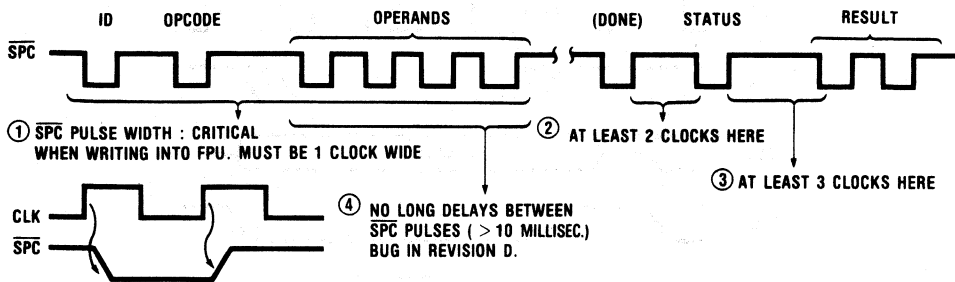 ID OPCODE OPERANDS (DONE) STATUS RESULT
SPC
① SPC PULSE WIDTH : CRITICAL
WHEN WRITING INTO FPU. MUST BE 1 CLOCK WIDE
② AT LEAST 2 CLOCKS HERE
③ AT LEAST 3 CLOCKS HERE
CLK
SPC
④ NO LONG DELAYS BETWEEN
SPC PULSES ( > 10 MILLISEC.)
BUG IN REVISION D.